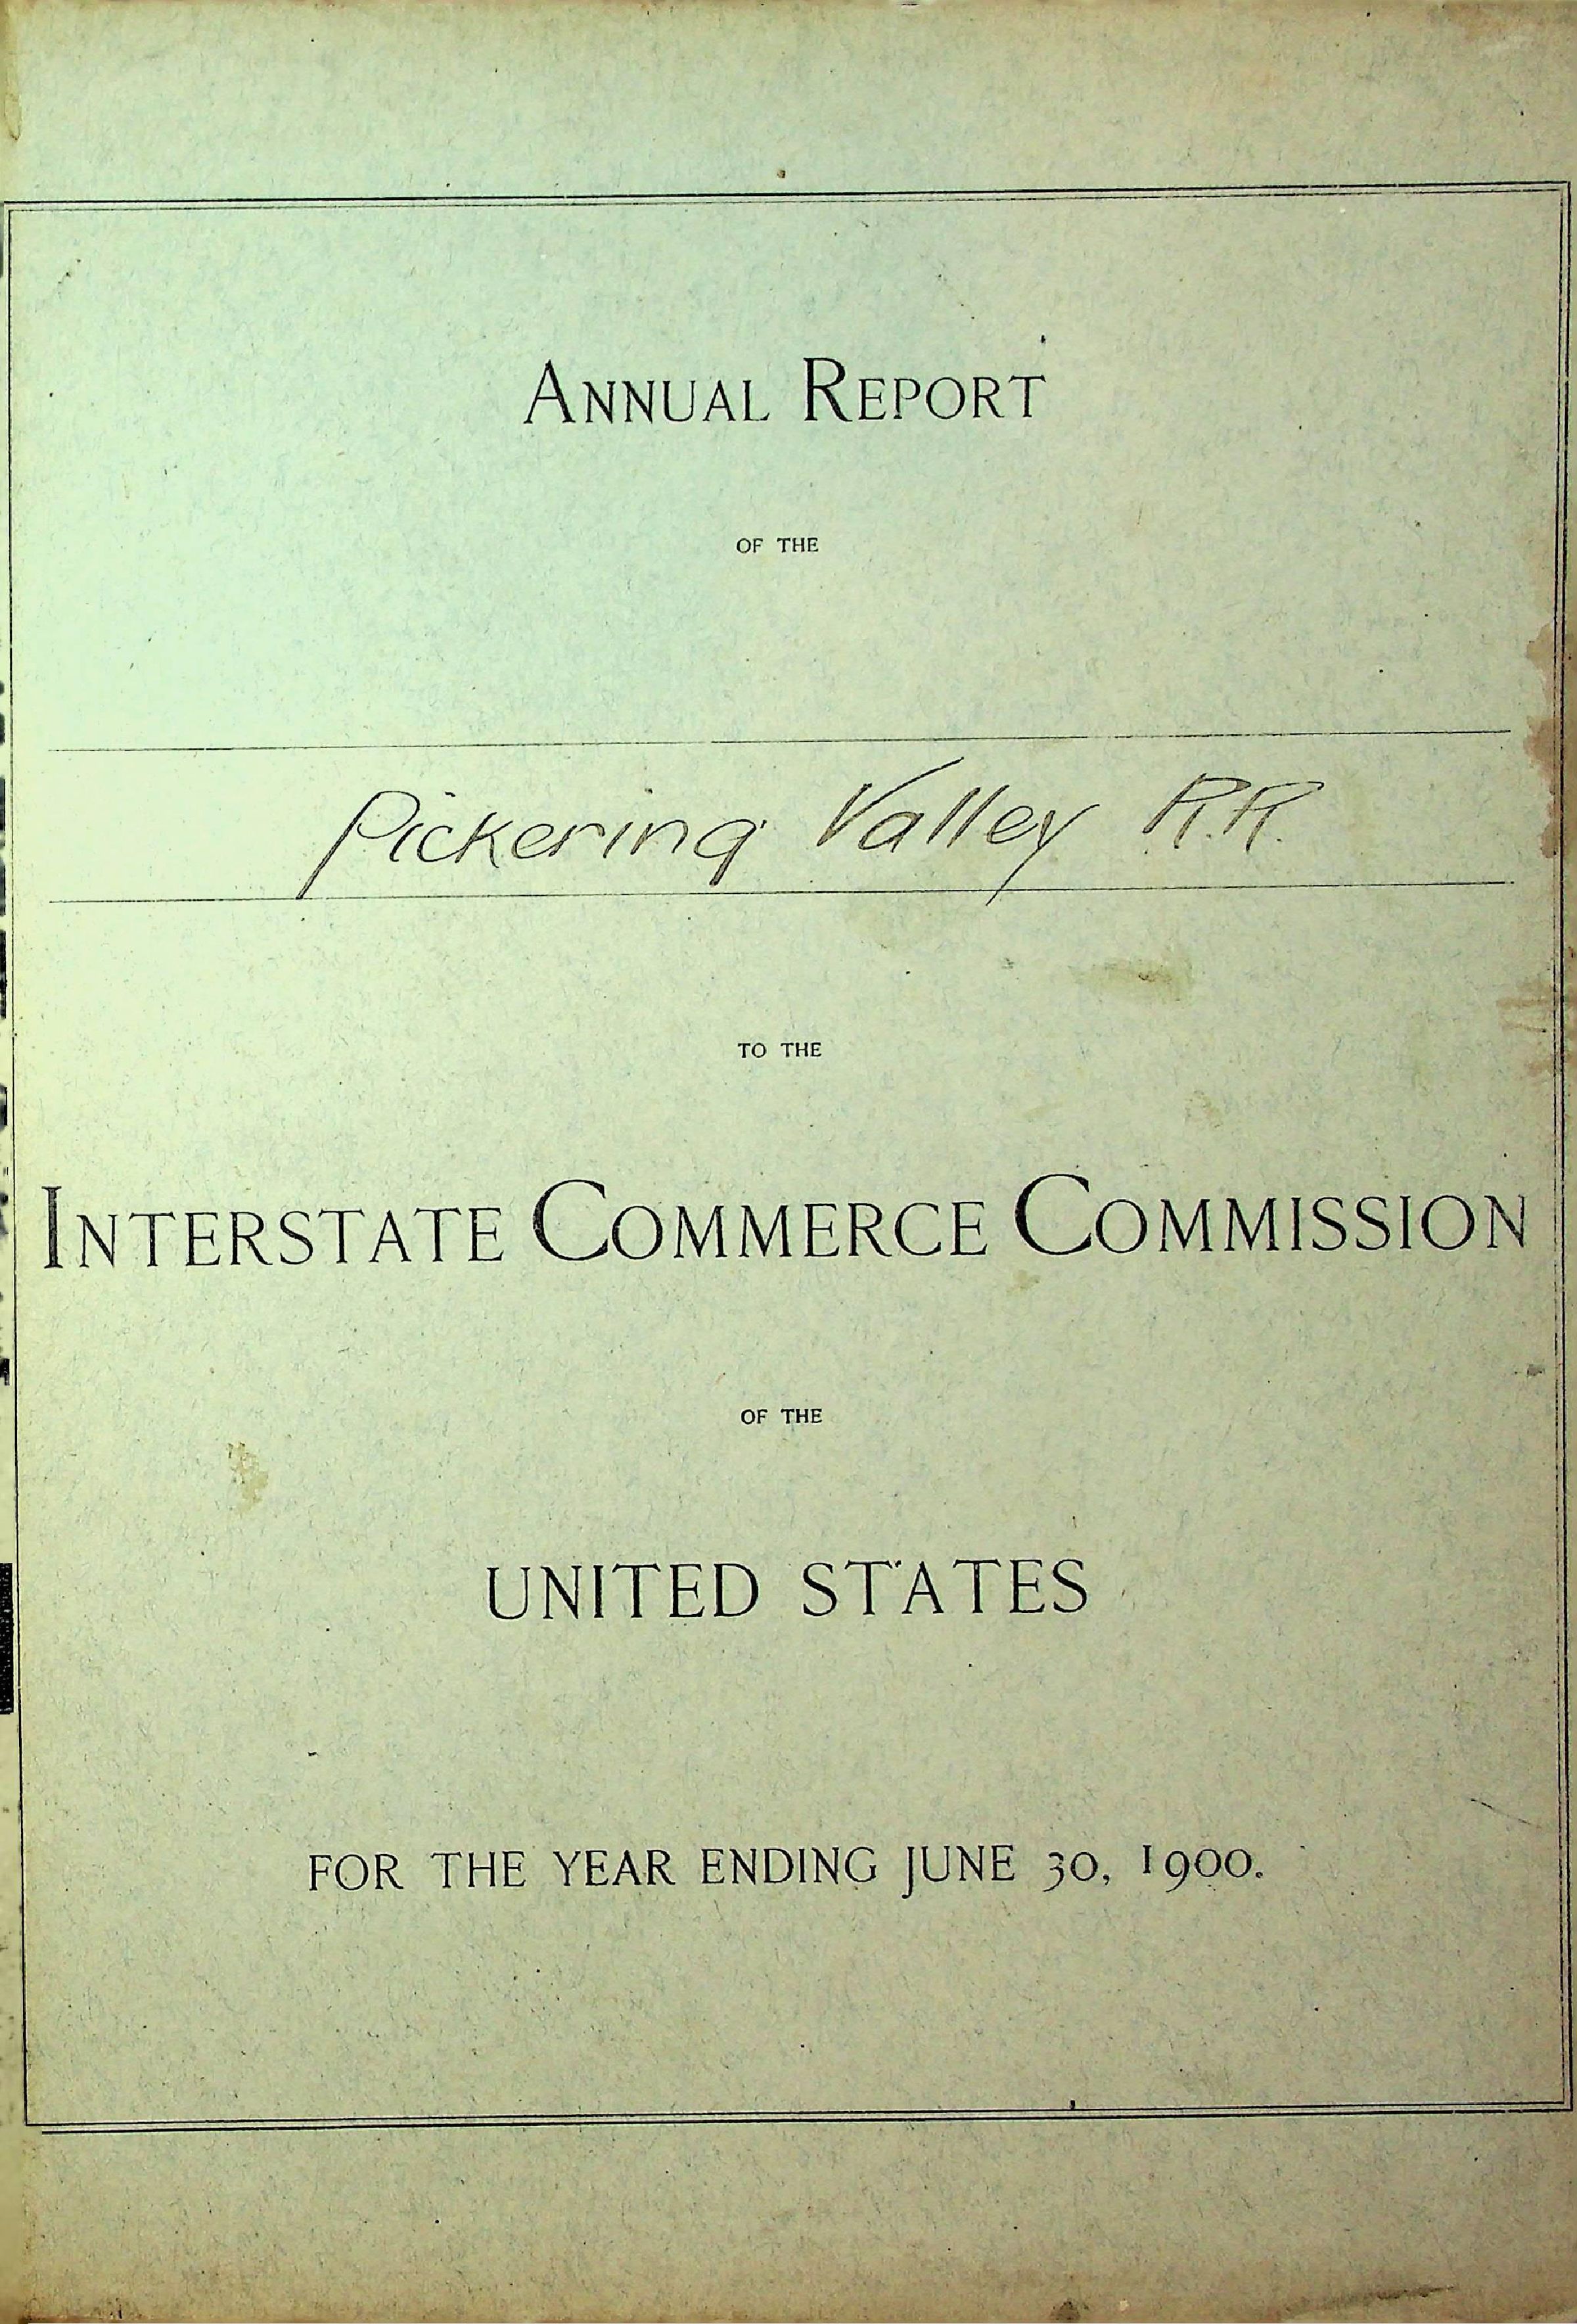 ANNUAL REPORT
OF THE
Pickering Valley R.R.
TO THE
INTERSTATE COMMERCE COMMISSION
OF THE
UNITED STATES
FOR THE YEAR ENDING JUNE 30, 1900.